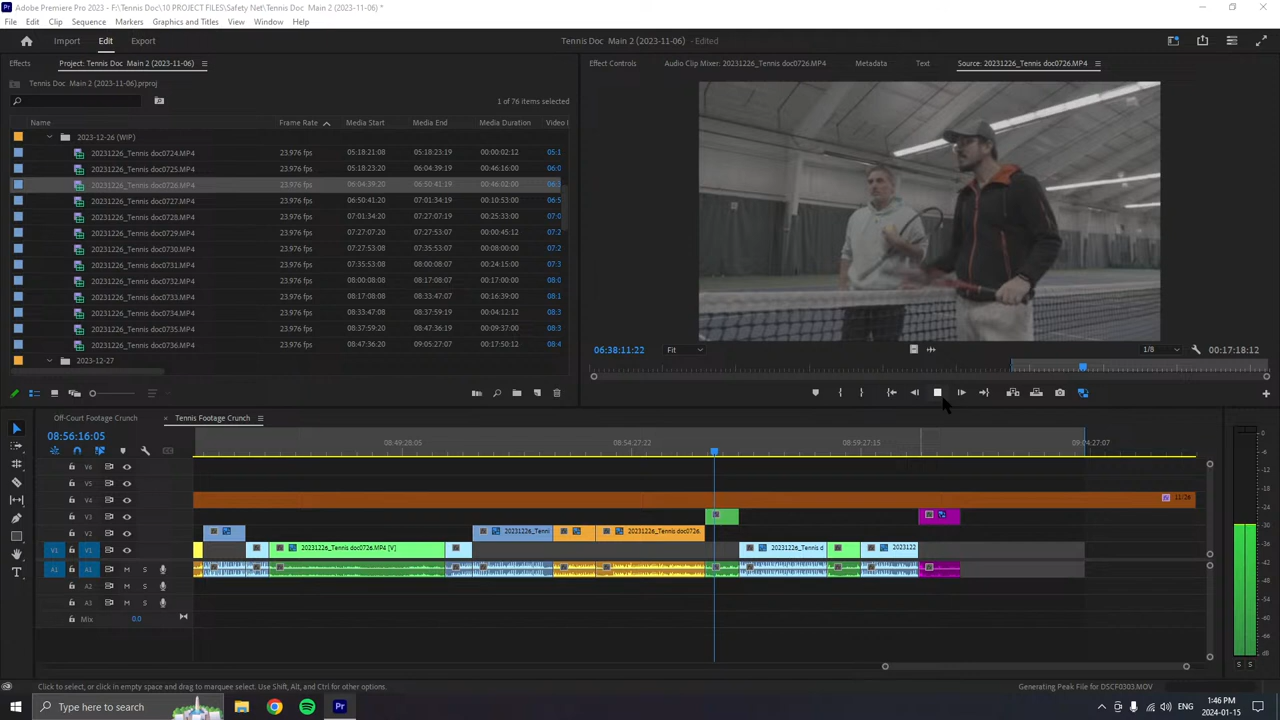 Adobe Premiere Pro 2023 - F:\Tennis Doc\10 PROJECT FILES\Safety Net\Tennis Doc Main 2 (2023-11-06) *
File Edit Clip Sequence Markers Graphics and Titles View Window Help
Import Edit Export Tennis Doc Main 2 (2023-11-06) - Edited
Effects Project: Tennis Doc Main 2 (2023-11-06) Effect Controls Audio Clip Mixer: 20231226_Tennis doc0726.MP4 Metadata Text Source: 20231226_Tennis doc0726.MP4
Tennis Doc Main 2 (2023-11-06).prproj
1 of 76 items selected
Name Frame Rate Media Start Media End Media Duration Video I
2023-12-26 (WIP)
20231226_Tennis doc0724.MP4 23.976 fps 05:18:21:08 05:18:23:19 00:00:02:12 05:1
20231226_Tennis doc0725.MP4 23.976 fps 05:18:23:20 06:04:39:19 00:46:16:00 06:0
20231226_Tennis doc0726.MP4 23.976 fps 06:04:39:20 06:50:41:19 00:46:02:00 06:3
20231226_Tennis doc0727.MP4 23.976 fps 06:50:41:20 07:01:34:19 00:10:53:00 06:5
20231226_Tennis doc0728.MP4 23.976 fps 07:01:34:20 07:27:07:19 00:25:33:00 07:0
20231226_Tennis doc0729.MP4 23.976 fps 07:27:07:20 07:27:53:07 00:00:45:12 07:2
20231226_Tennis doc0730.MP4 23.976 fps 07:27:53:08 07:35:53:07 00:08:00:00 07:2
20231226_Tennis doc0731.MP4 23.976 fps 07:35:53:08 08:00:08:07 00:24:15:00 07:3
20231226_Tennis doc0732.MP4 23.976 fps 08:00:08:08 08:17:08:07 00:17:00:00 08:0
20231226_Tennis doc0733.MP4 23.976 fps 08:17:08:08 08:33:47:07 00:16:39:00 08:1
20231226_Tennis doc0734.MP4 23.976 fps 08:33:47:08 08:37:59:19 00:04:12:12 08:3
20231226_Tennis doc0735.MP4 23.976 fps 08:37:59:20 08:47:36:19 00:09:37:00 08:3
20231226_Tennis doc0736.MP4 23.976 fps 08:47:36:20 09:05:27:07 00:17:50:12 08:4
2023-12-27
06:38:11:22 Fit 1/8 00:17:18:12
Off-Court Footage Crunch Tennis Footage Crunch
08:56:16:05 08:49:28:05 08:54:27:22 08:59:27:15 09:04:27:07
V6
V5
V4 11/26
V3
V2 20231226_Tenni 20231226_Tennis doc0726.
V1 V1 20231226_Tennis doc0726.MP4 [V] 20231226_Tennis d 2023122
A1 A1 M S
A2 M S
A3 M S
Mix 0.0
0
-6
-12
-18
-24
-30
-36
-42
-48
-54
dB
S S
Click to select, or click in empty space and drag to marquee select. Use Shift, Alt, and Ctrl for other options. Generating Peak File for DSCF0303.MOV
Type here to search ENG 1:46 PM
2024-01-15